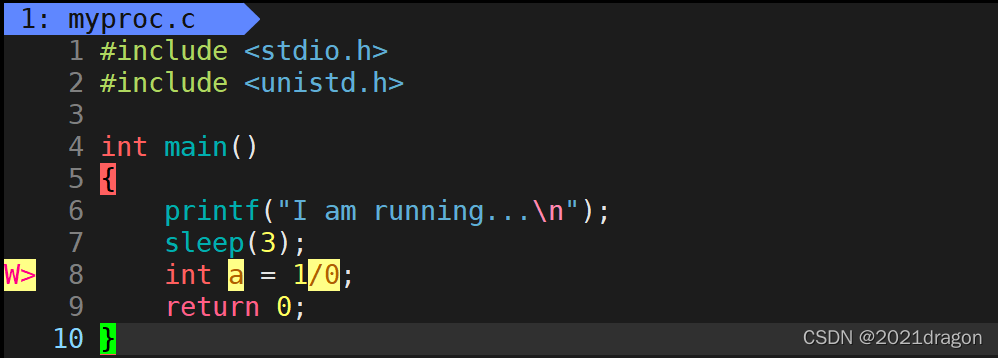 1: myproc.c
1 #include <stdio.h>
2 #include <unistd.h>
3
4 int main()
5 {
6     printf("I am running...\n");
7     sleep(3);
W> 8     int a = 1/0;
9     return 0;
10 }
CSDN @2021dragon